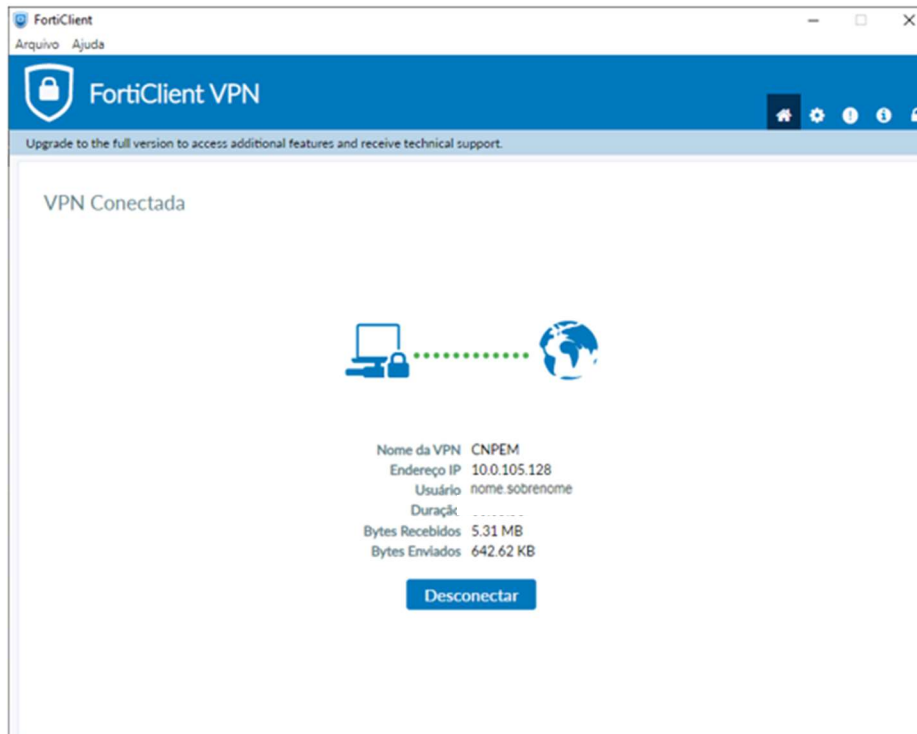 FortiClient
Arquivo Ajuda
FortiClient VPN
Upgrade to the full version to access additional features and receive technical support.
VPN Conectada
Nome da VPN CNPEM
Endereço IP 10.0.105.128
Usuário nome.sobrenome
Bytes Recebidos 5.31 MB
Bytes Enviados 642.62 KB
Desconectar